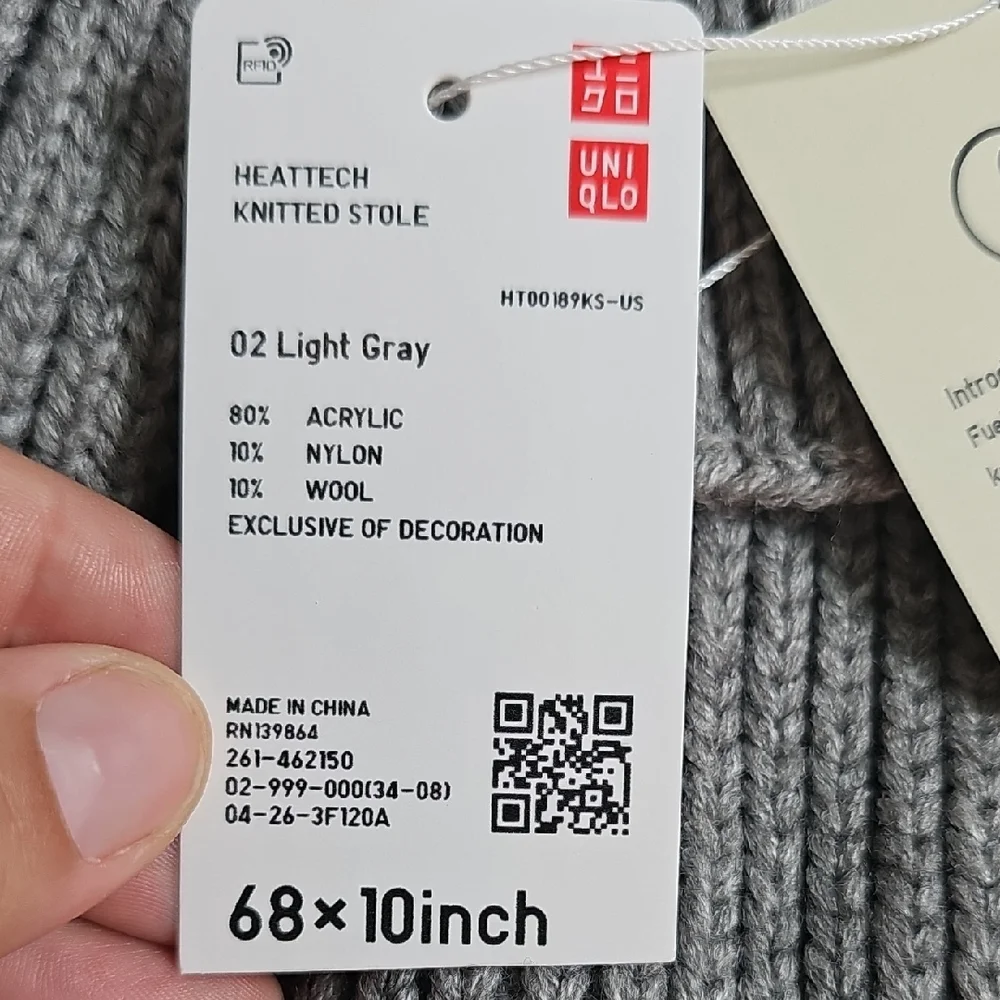 RFID
ユニ
クロ
UNI
QLO
HEATTECH
KNITTED STOLE
HT00189KS-US
02 Light Gray
80% ACRYLIC
10% NYLON
10% WOOL
EXCLUSIVE OF DECORATION
MADE IN CHINA
RN139864
261-462150
02-999-000(34-08)
04-26-3F120A
68×10inch